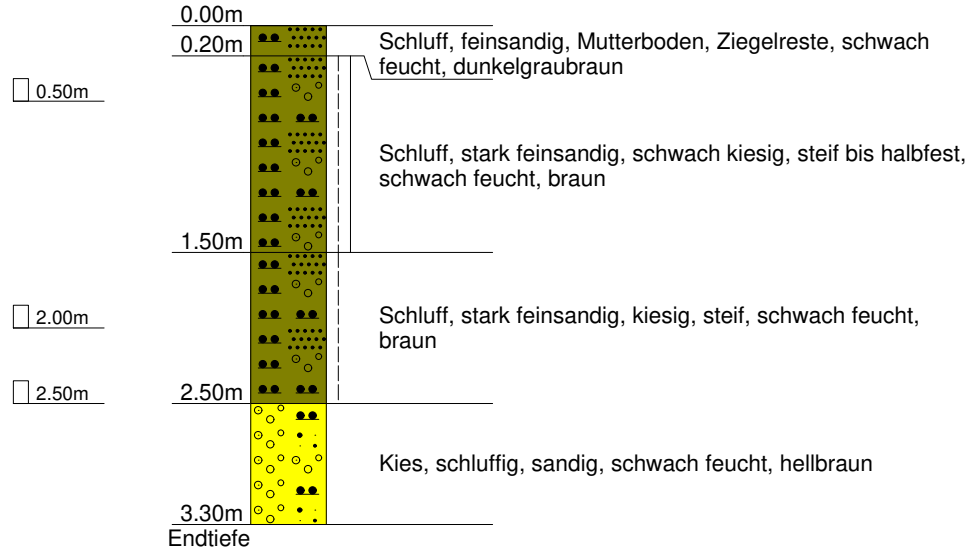 0.00m
0.20m
Schluff, feinsandig, Mutterboden, Ziegelreste, schwach
feucht, dunkelgraubraun
0.50m
Schluff, stark feinsandig, schwach kiesig, steif bis halbfest,
schwach feucht, braun
1.50m
2.00m
Schluff, stark feinsandig, kiesig, steif, schwach feucht,
braun
2.50m
2.50m
Kies, schluffig, sandig, schwach feucht, hellbraun
3.30m
Endtiefe